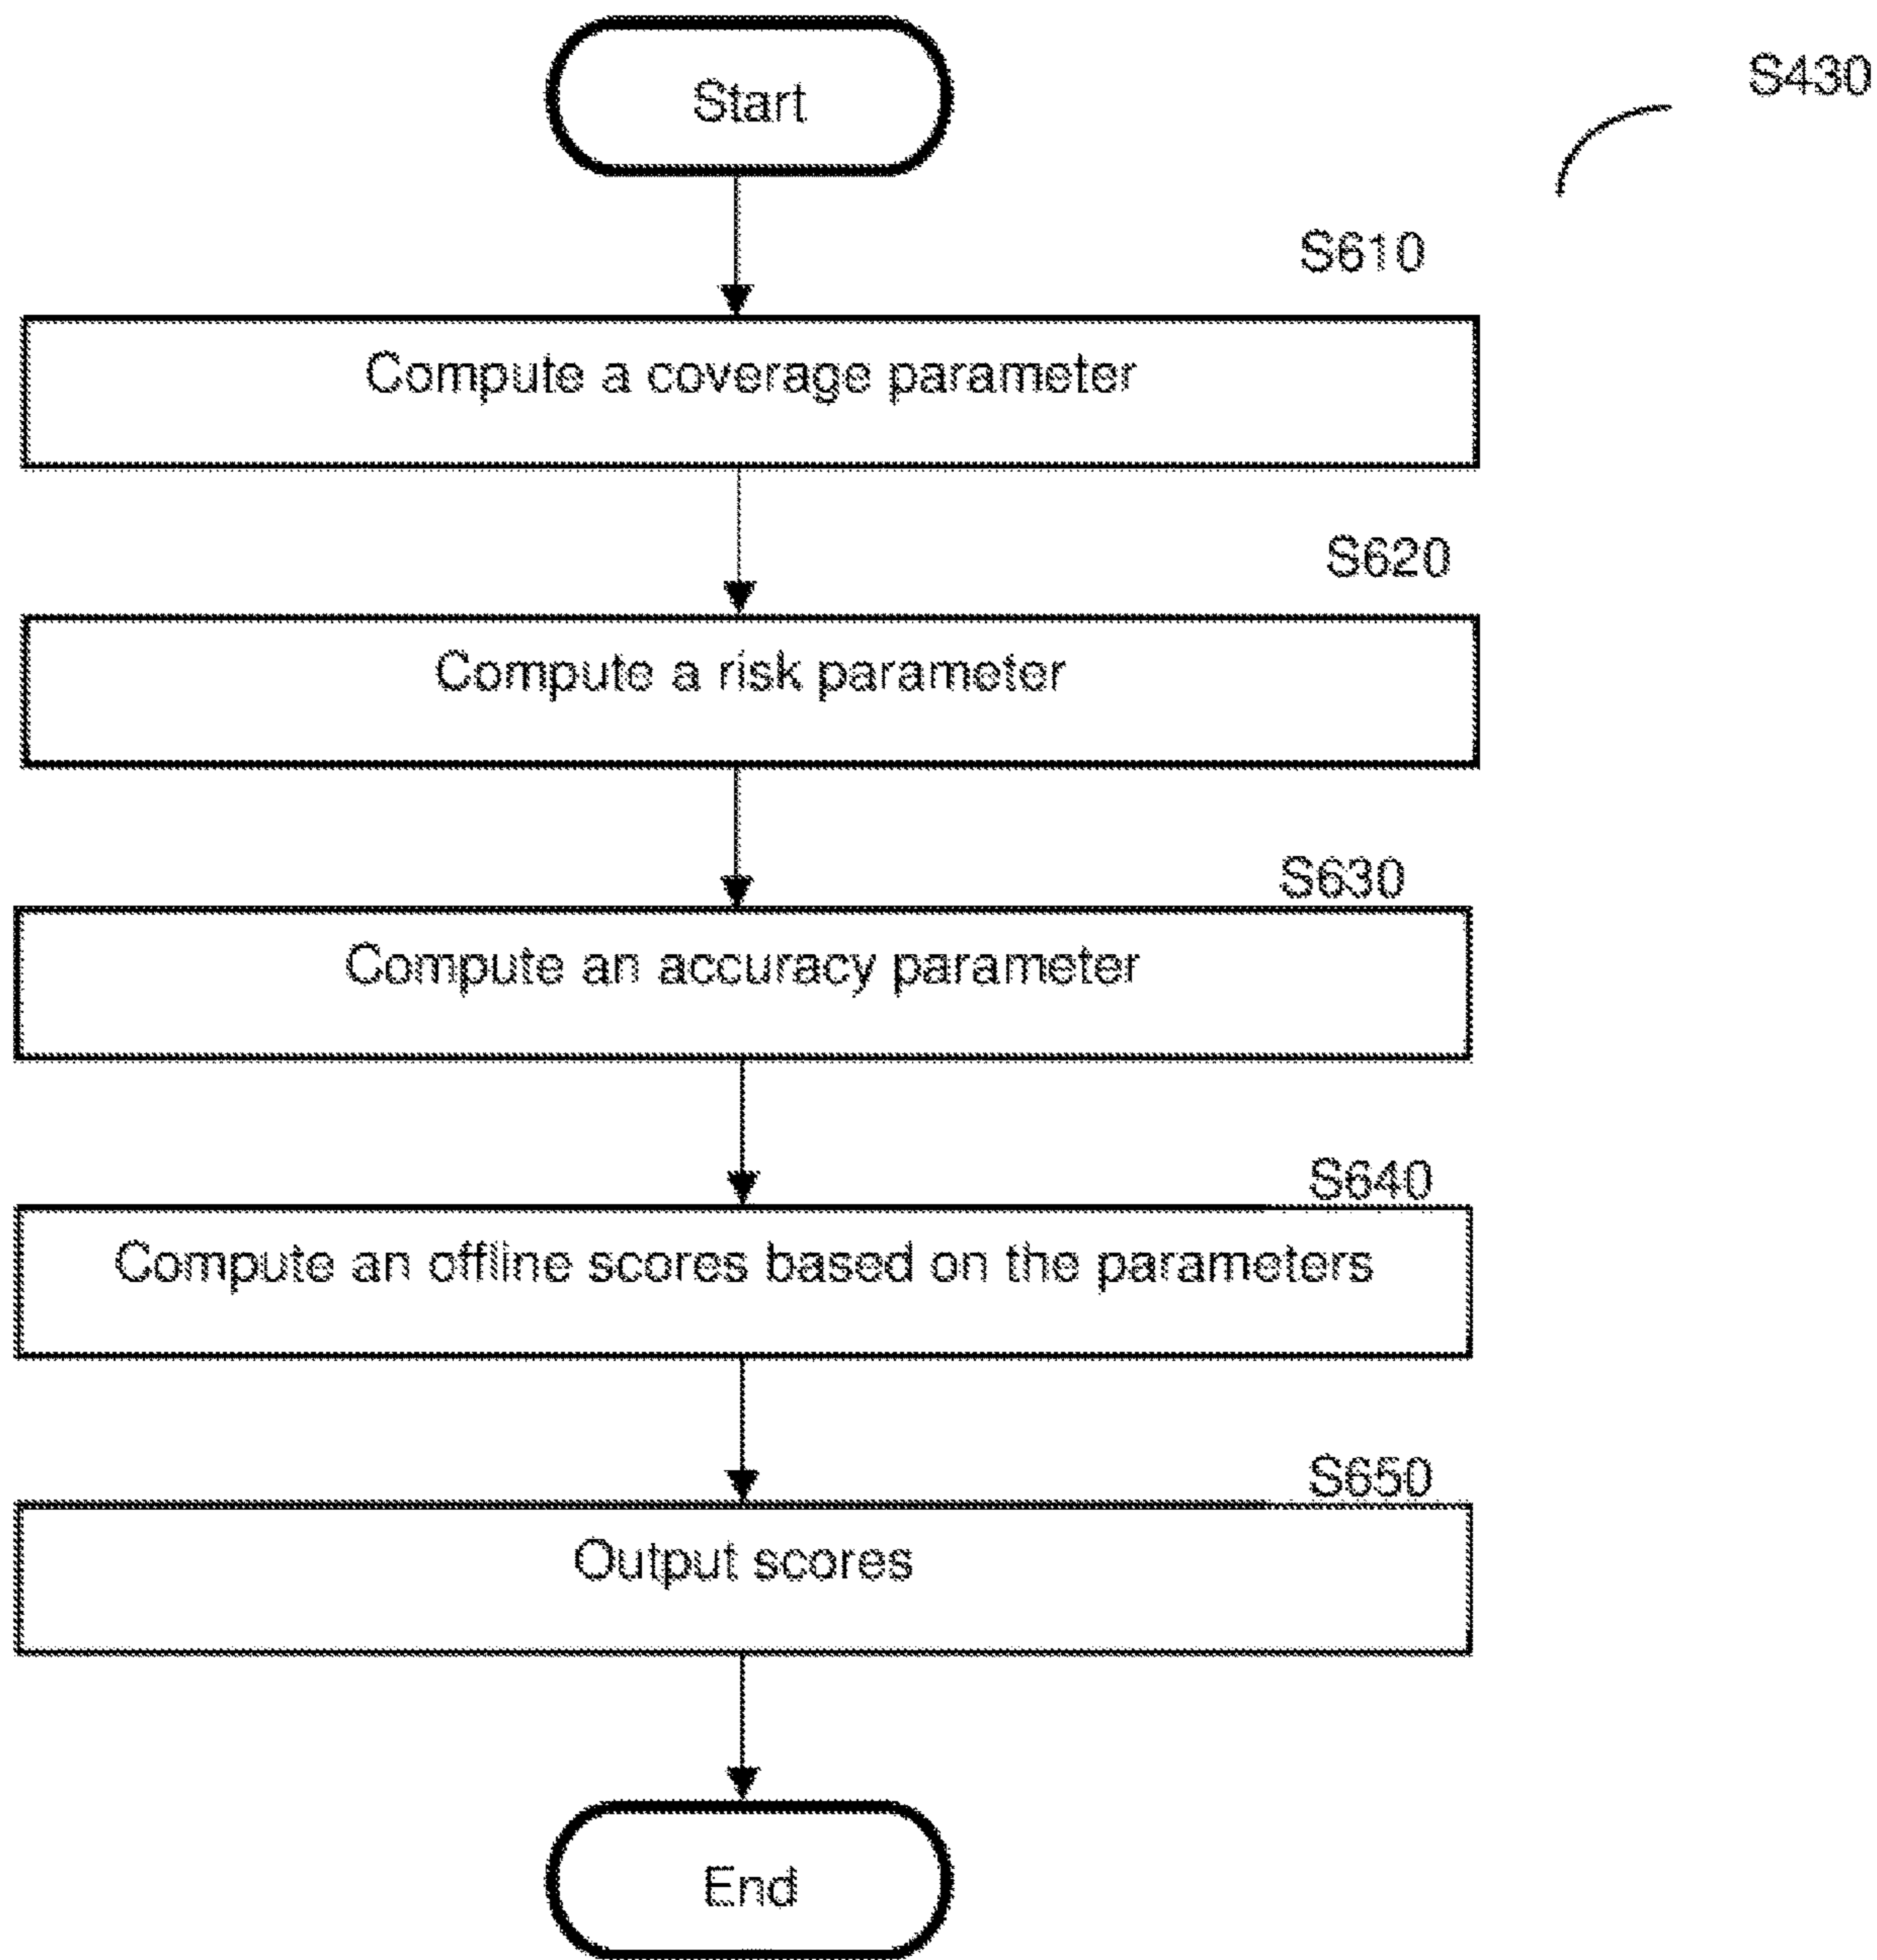 Start
S430
S610
Compute a coverage parameter
S620
Compute a risk parameter
S630
Compute an accuracy parameter
S640
Compute an offline scores based on the parameters
S650
Output scores
End